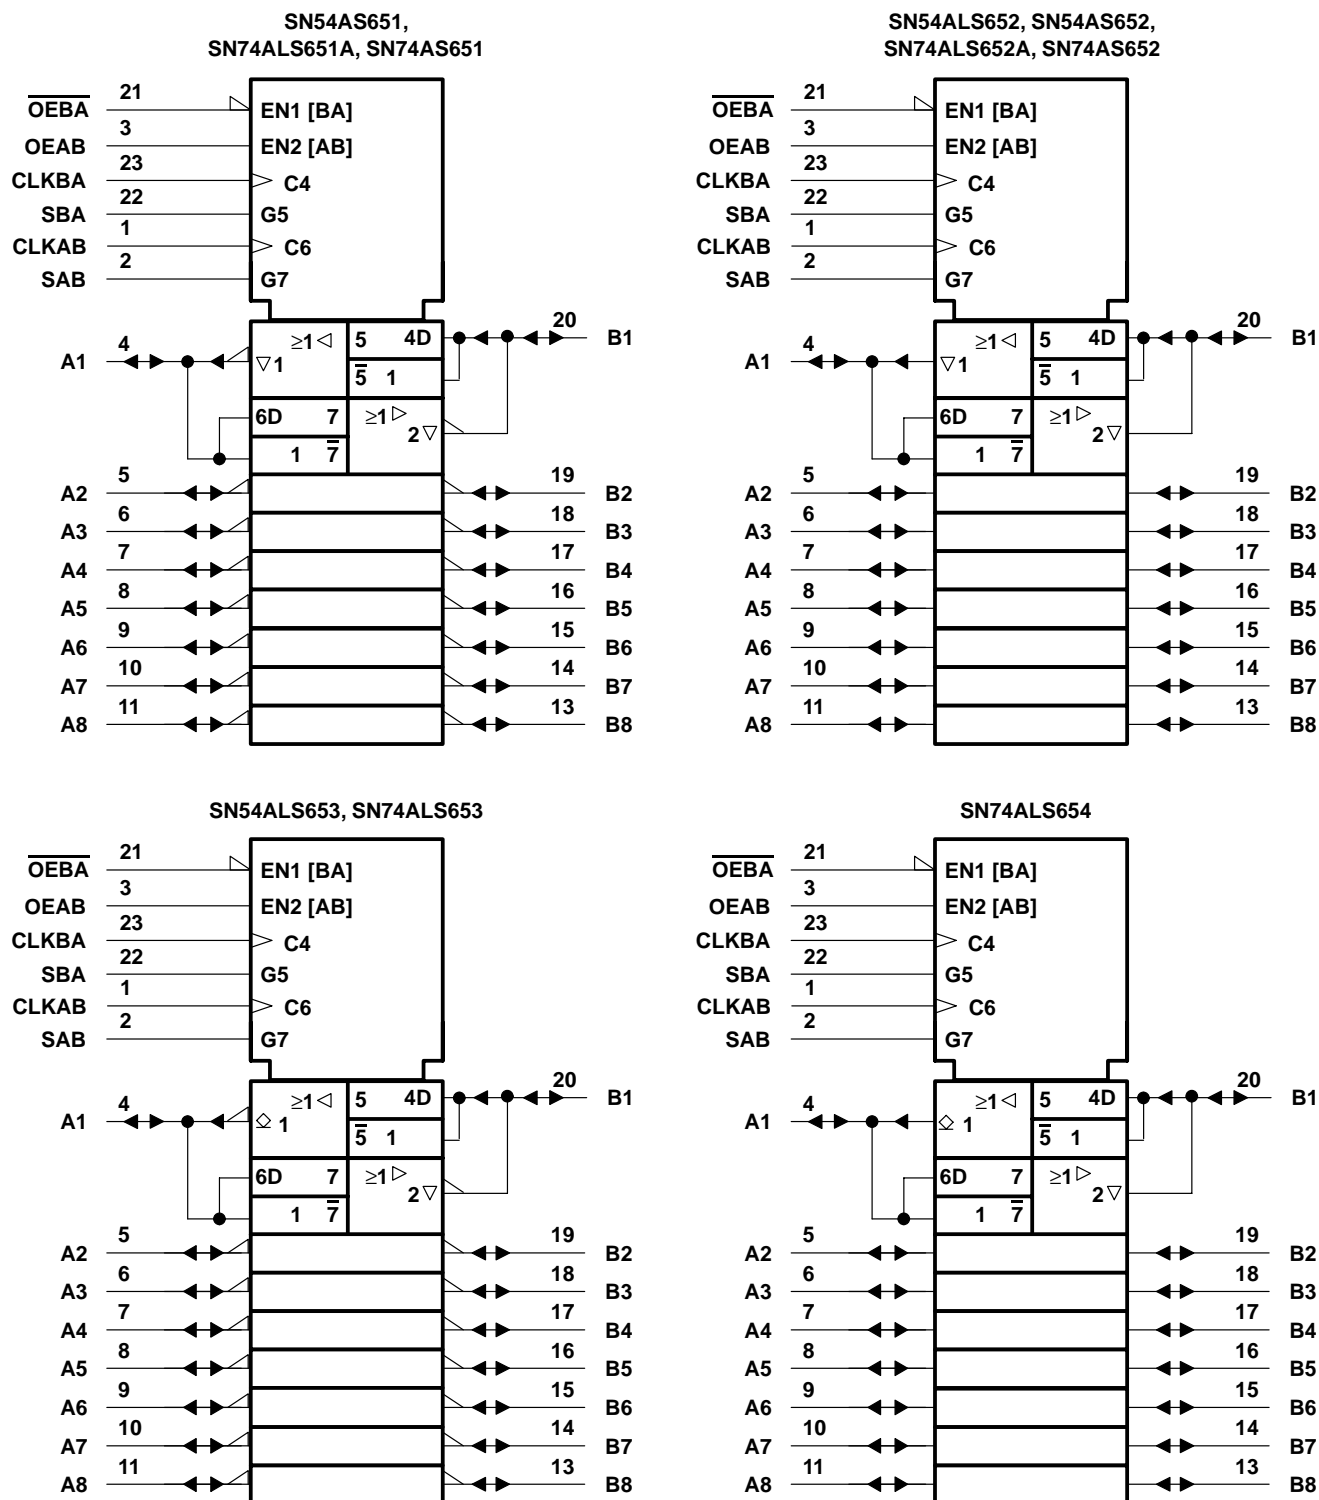 SN54AS651,
SN74ALS651A, SN74AS651
OEBA 21 EN1 [BA]
OEAB 3 EN2 [AB]
CLKBA 23 C4
SBA 22 G5
CLKAB 1 C6
SAB 2 G7
A1 4 ≥1 ▽1 5 4D 20 B1
5̅ 1
6D 7 ≥1 2▽
1 7̅
A2 5 19 B2
A3 6 18 B3
A4 7 17 B4
A5 8 16 B5
A6 9 15 B6
A7 10 14 B7
A8 11 13 B8
SN54ALS652, SN54AS652,
SN74ALS652A, SN74AS652
OEBA 21 EN1 [BA]
OEAB 3 EN2 [AB]
CLKBA 23 C4
SBA 22 G5
CLKAB 1 C6
SAB 2 G7
A1 4 ≥1 ▽1 5 4D 20 B1
5̅ 1
6D 7 ≥1 2▽
1 7̅
A2 5 19 B2
A3 6 18 B3
A4 7 17 B4
A5 8 16 B5
A6 9 15 B6
A7 10 14 B7
A8 11 13 B8
SN54ALS653, SN74ALS653
OEBA 21 EN1 [BA]
OEAB 3 EN2 [AB]
CLKBA 23 C4
SBA 22 G5
CLKAB 1 C6
SAB 2 G7
A1 4 ≥1 ◇ 1 5 4D 20 B1
5̅ 1
6D 7 ≥1 2▽
1 7̅
A2 5 19 B2
A3 6 18 B3
A4 7 17 B4
A5 8 16 B5
A6 9 15 B6
A7 10 14 B7
A8 11 13 B8
SN74ALS654
OEBA 21 EN1 [BA]
OEAB 3 EN2 [AB]
CLKBA 23 C4
SBA 22 G5
CLKAB 1 C6
SAB 2 G7
A1 4 ≥1 ◇ 1 5 4D 20 B1
5̅ 1
6D 7 ≥1 2▽
1 7̅
A2 5 19 B2
A3 6 18 B3
A4 7 17 B4
A5 8 16 B5
A6 9 15 B6
A7 10 14 B7
A8 11 13 B8